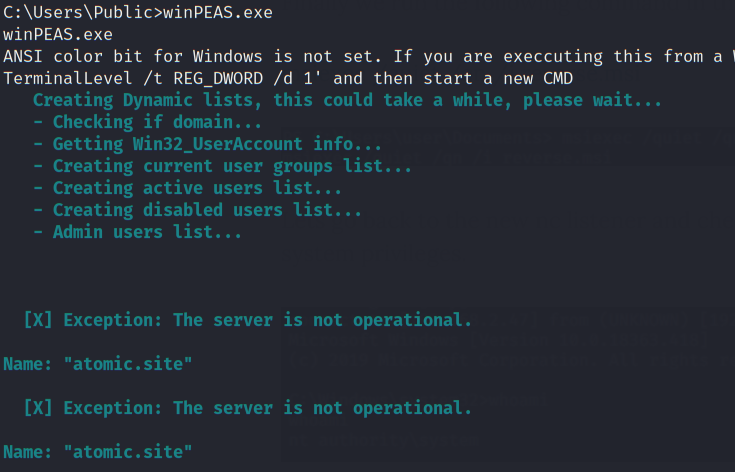 C:\Users\Public>winPEAS.exe
winPEAS.exe
ANSI color bit for Windows is not set. If you are execcuting this from a W
TerminalLevel /t REG_DWORD /d 1' and then start a new CMD
Creating Dynamic lists, this could take a while, please wait...
- Checking if domain...
- Getting Win32_UserAccount info...
- Creating current user groups list...
- Creating active users list...
- Creating disabled users list...
- Admin users list...
[X] Exception: The server is not operational.
Name: "atomic.site"
[X] Exception: The server is not operational.
Name: "atomic.site"